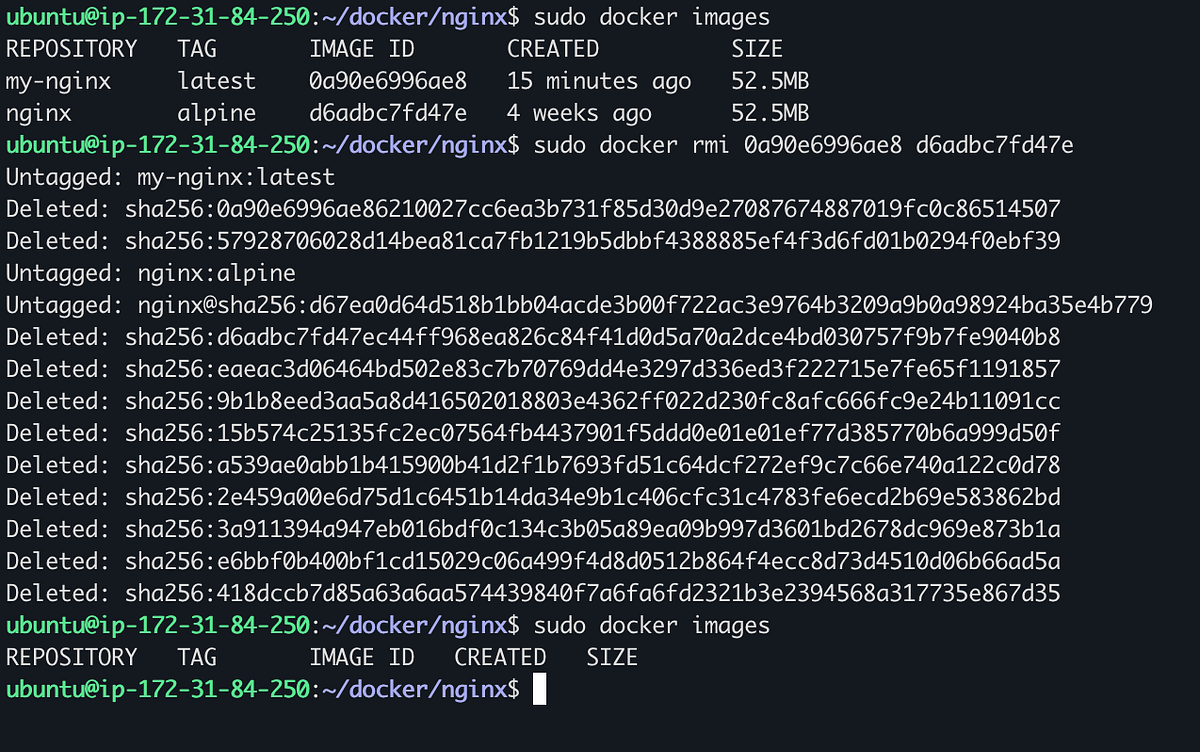 ubuntu@ip-172-31-84-250:~/docker/nginx$ sudo docker images
REPOSITORY   TAG       IMAGE ID       CREATED          SIZE
my-nginx     latest    0a90e6996ae8   15 minutes ago   52.5MB
nginx        alpine    d6adbc7fd47e   4 weeks ago      52.5MB
ubuntu@ip-172-31-84-250:~/docker/nginx$ sudo docker rmi 0a90e6996ae8 d6adbc7fd47e
Untagged: my-nginx:latest
Deleted: sha256:0a90e6996ae86210027cc6ea3b731f85d30d9e27087674887019fc0c86514507
Deleted: sha256:57928706028d14bea81ca7fb1219b5dbbf4388885ef4f3d6fd01b0294f0ebf39
Untagged: nginx:alpine
Untagged: nginx@sha256:d67ea0d64d518b1bb04acde3b00f722ac3e9764b3209a9b0a98924ba35e4b779
Deleted: sha256:d6adbc7fd47ec44ff968ea826c84f41d0d5a70a2dce4bd030757f9b7fe9040b8
Deleted: sha256:eaeac3d06464bd502e83c7b70769dd4e3297d336ed3f222715e7fe65f1191857
Deleted: sha256:9b1b8eed3aa5a8d416502018803e4362ff022d230fc8afc666fc9e24b11091cc
Deleted: sha256:15b574c25135fc2ec07564fb4437901f5ddd0e01e01ef77d385770b6a999d50f
Deleted: sha256:a539ae0abb1b415900b41d2f1b7693fd51c64dcf272ef9c7c66e740a122c0d78
Deleted: sha256:2e459a00e6d75d1c6451b14da34e9b1c406cfc31c4783fe6ecd2b69e583862bd
Deleted: sha256:3a911394a947eb016bdf0c134c3b05a89ea09b997d3601bd2678dc969e873b1a
Deleted: sha256:e6bbf0b400bf1cd15029c06a499f4d8d0512b864f4ecc8d73d4510d06b66ad5a
Deleted: sha256:418dccb7d85a63a6aa574439840f7a6fa6fd2321b3e2394568a317735e867d35
ubuntu@ip-172-31-84-250:~/docker/nginx$ sudo docker images
REPOSITORY   TAG       IMAGE ID   CREATED   SIZE
ubuntu@ip-172-31-84-250:~/docker/nginx$